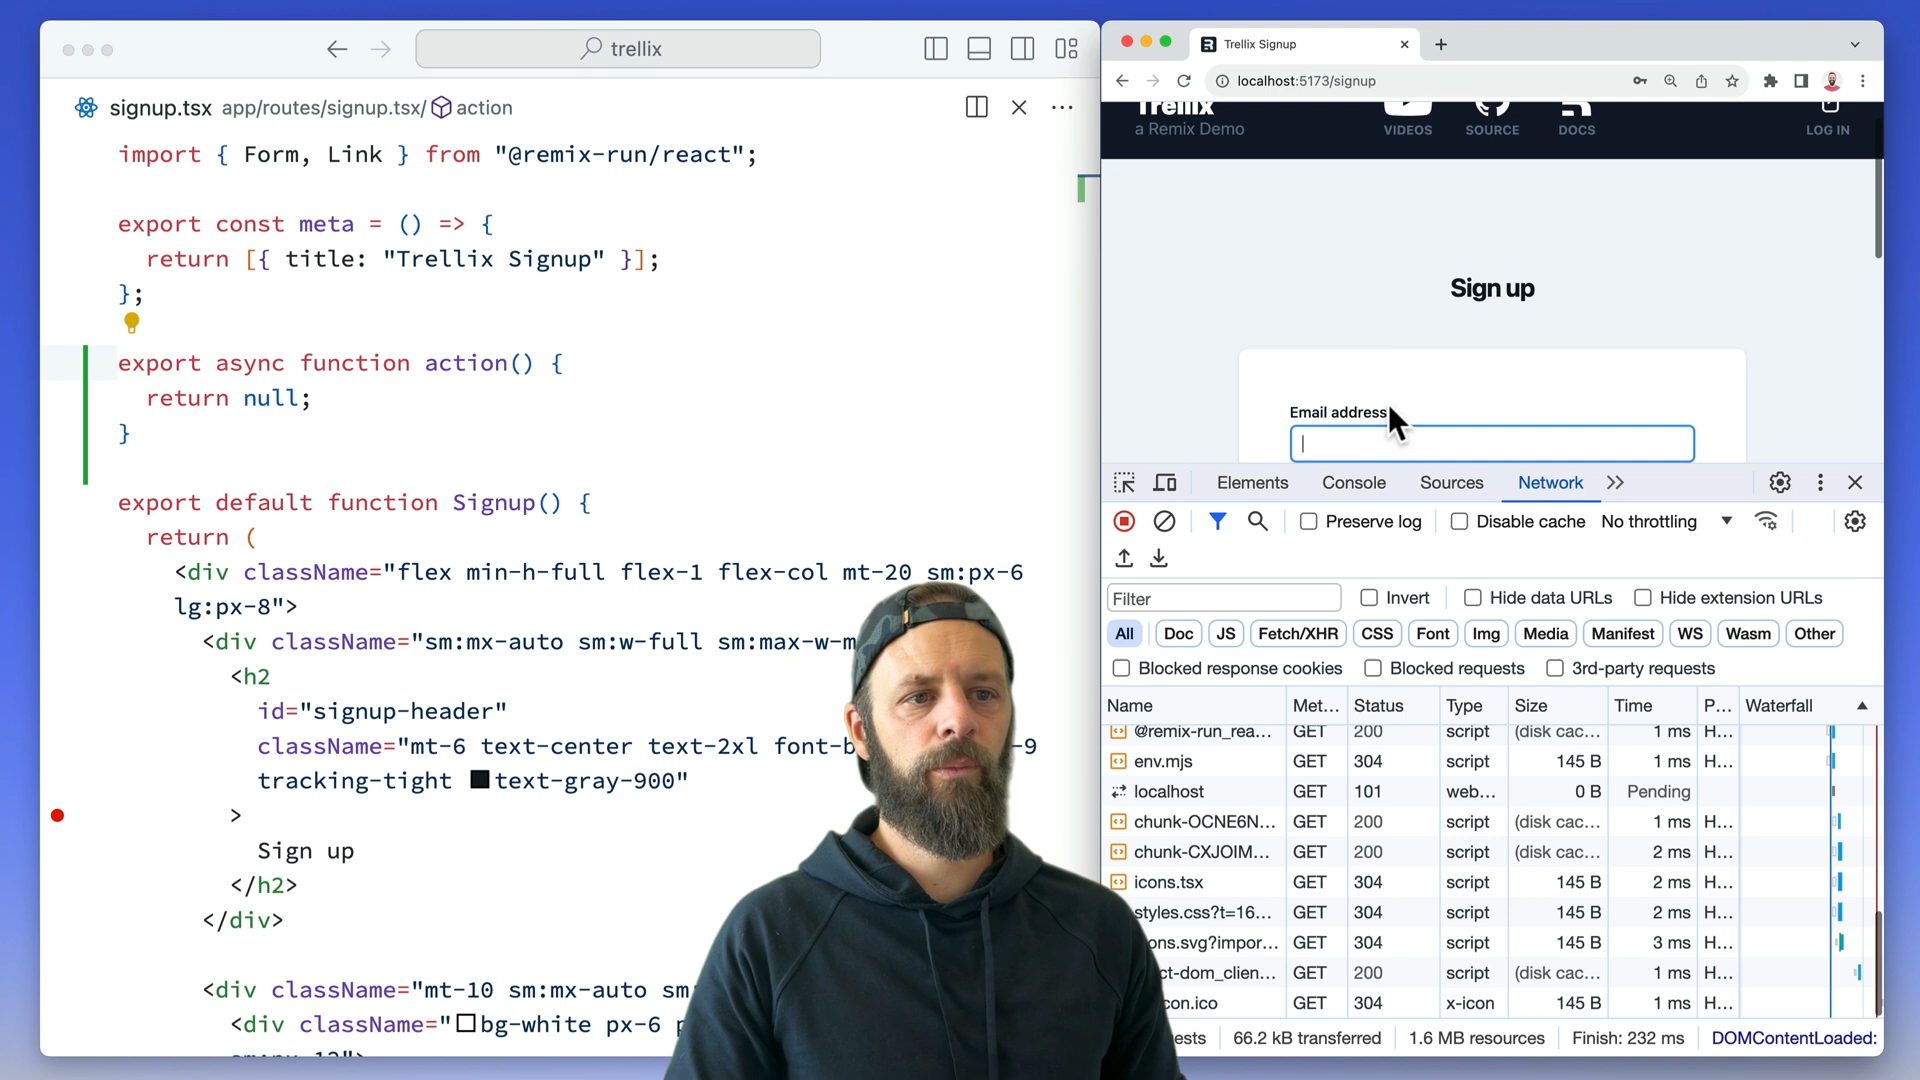 trellix
signup.tsx app/routes/signup.tsx/ action
import { Form, Link } from "@remix-run/react";
export const meta = () => {
return [{ title: "Trellix Signup" }];
};
export async function action() {
return null;
}
export default function Signup() {
return (
<div className="flex min-h-full flex-1 flex-col mt-20 sm:px-6
lg:px-8">
<div className="sm:mx-auto sm:w-full sm:max-w-m
<h2
id="signup-header"
className="mt-6 text-center text-2xl font-b -9
tracking-tight text-gray-900"
>
Sign up
</h2>
</div>
<div className="mt-10 sm:mx-auto sm
<div className="bg-white px-6 p
Trellix Signup
localhost:5173/signup
Trellix
a Remix Demo
VIDEOS SOURCE DOCS LOG IN
Sign up
Email address
Elements Console Sources Network
Preserve log Disable cache No throttling
Filter Invert Hide data URLs Hide extension URLs
All Doc JS Fetch/XHR CSS Font Img Media Manifest WS Wasm Other
Blocked response cookies Blocked requests 3rd-party requests
Name Met... Status Type Size Time P... Waterfall
@remix-run_rea... GET 200 script (disk cac... 1 ms H...
env.mjs GET 304 script 145 B 1 ms H...
localhost GET 101 web... 0 B Pending
chunk-OCNE6N... GET 200 script (disk cac... 1 ms H...
chunk-CXJOIM... GET 200 script (disk cac... 2 ms H...
icons.tsx GET 304 script 145 B 2 ms H...
styles.css?t=16... GET 304 script 145 B 2 ms H...
ons.svg?impor... GET 304 script 145 B 3 ms H...
ct-dom_clien... GET 200 script (disk cac... 1 ms H...
con.ico GET 304 x-icon 145 B 1 ms H...
ests 66.2 kB transferred 1.6 MB resources Finish: 232 ms DOMContentLoaded: